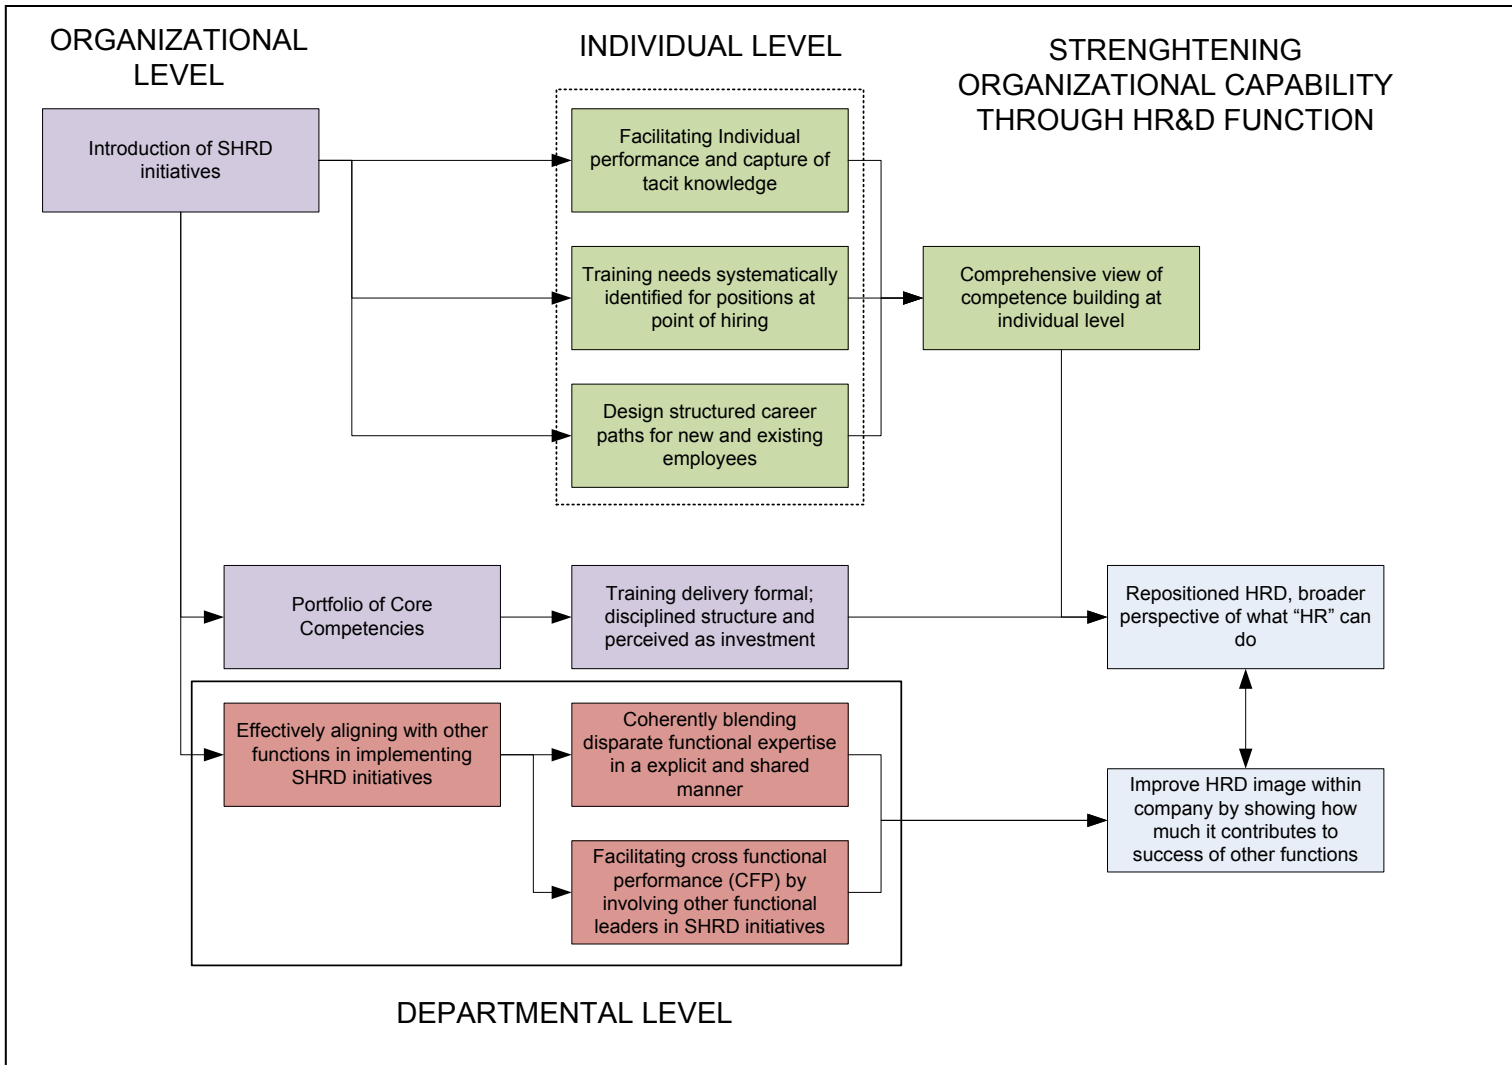 ORGANIZATIONAL
LEVEL
INDIVIDUAL LEVEL
STRENGHTENING
ORGANIZATIONAL CAPABILITY
THROUGH HR&D FUNCTION
Introduction of SHRD
initiatives
Facilitating Individual
performance and capture of
tacit knowledge
Training needs systematically
identified for positions at
point of hiring
Comprehensive view of
competence building at
individual level
Design structured career
paths for new and existing
employees
Portfolio of Core
Competencies
Training delivery formal;
disciplined structure and
perceived as investment
Repositioned HRD, broader
perspective of what “HR” can
do
Effectively aligning with other
functions in implementing
SHRD initiatives
Coherently blending
disparate functional expertise
in a explicit and shared
manner
Improve HRD image within
company by showing how
much it contributes to
success of other functions
Facilitating cross functional
performance (CFP) by
involving other functional
leaders in SHRD initiatives
DEPARTMENTAL LEVEL